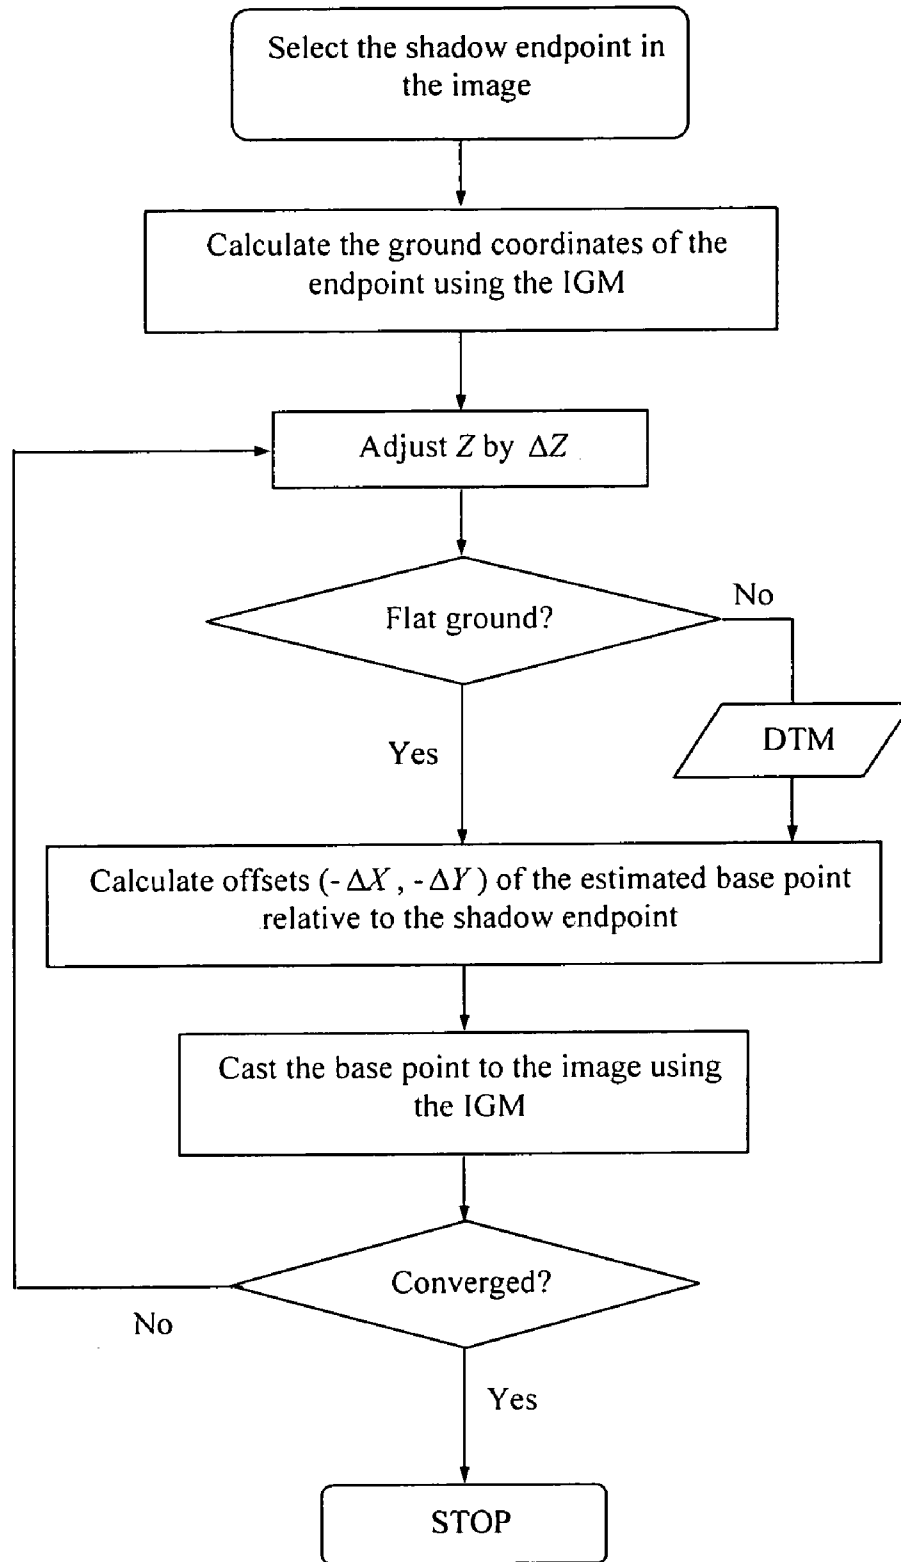 Select the shadow endpoint in
the image
Calculate the ground coordinates of the
endpoint using the IGM
Adjust Z by ΔZ
Flat ground?
No
Yes
DTM
Calculate offsets (-ΔX, -ΔY) of the estimated base point
relative to the shadow endpoint
Cast the base point to the image using
the IGM
Converged?
No
Yes
STOP